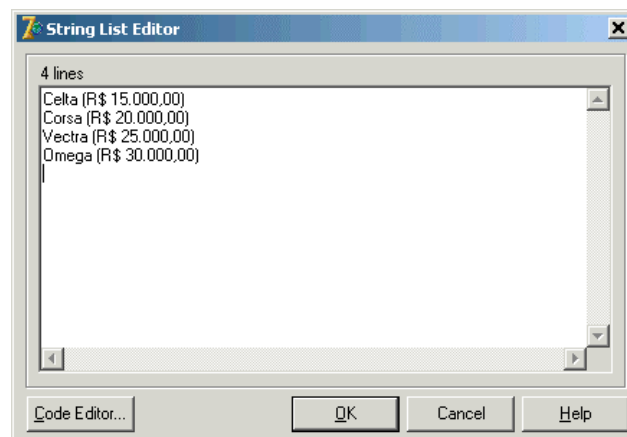 String List Editor
4 lines
Celta (R$ 15.000,00)
Corsa (R$ 20.000,00)
Vectra (R$ 25.000,00)
Omega (R$ 30.000,00)
Code Editor... OK Cancel Help